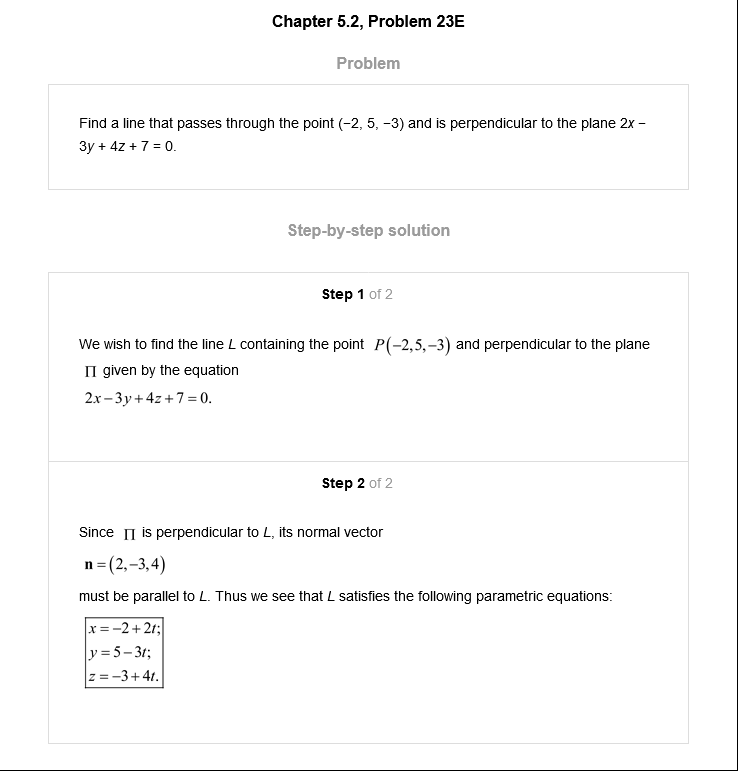 Chapter 5.2, Problem 23E
Problem
Find a line that passes through the point (−2, 5, −3) and is perpendicular to the plane 2x −
3y + 4z + 7 = 0.
Step-by-step solution
Step 1 of 2
We wish to find the line L containing the point P(−2,5,−3) and perpendicular to the plane
Π given by the equation
2x−3y+4z+7=0.
Step 2 of 2
Since Π is perpendicular to L, its normal vector
n=(2,−3,4)
must be parallel to L. Thus we see that L satisfies the following parametric equations:
x=−2+2t;
y=5−3t;
z=−3+4t.